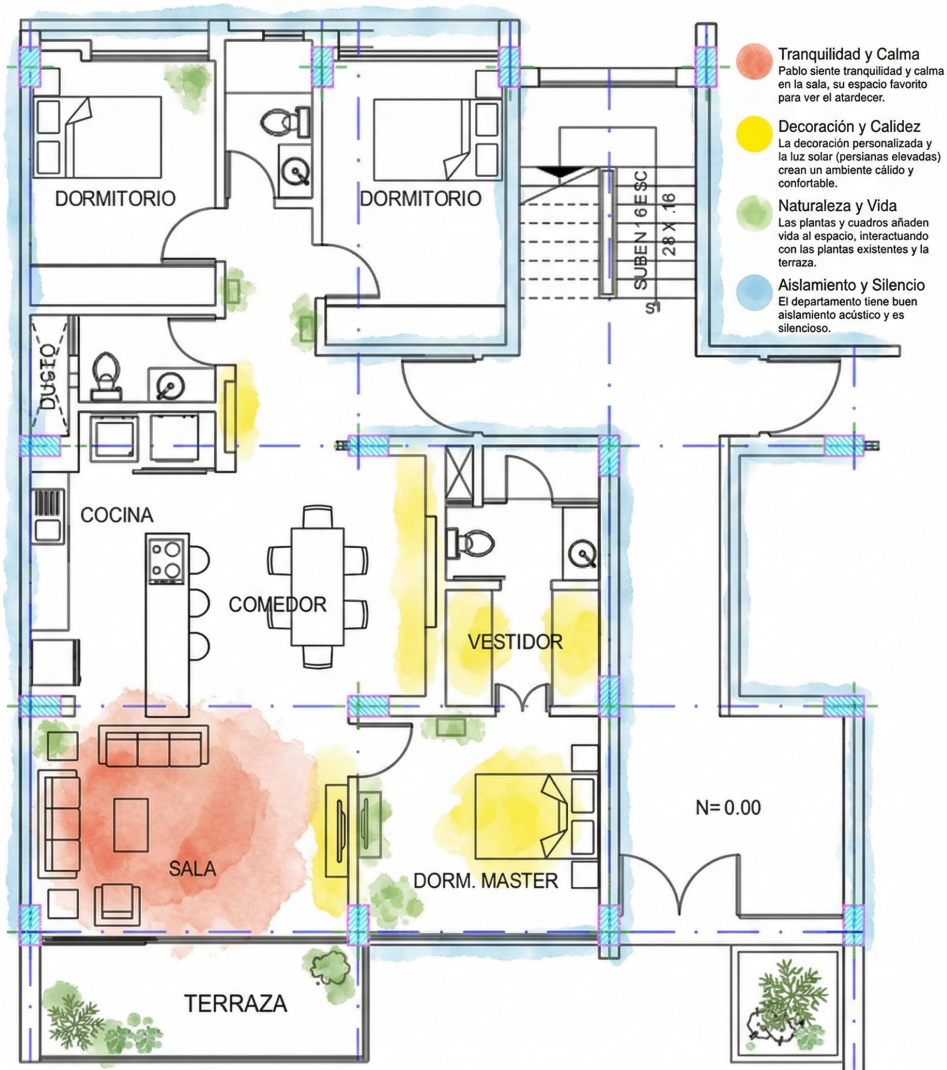 Tranquilidad y Calma
Pablo siente tranquilidad y calma
en la sala, su espacio favorito
para ver el atardecer.
Decoración y Calidez
La decoración personalizada y
la luz solar (persianas elevadas)
crean un ambiente cálido y
confortable.
Naturaleza y Vida
Las plantas y cuadros añaden
vida al espacio, interactuando
con las plantas existentes y la
terraza.
Aislamiento y Silencio
El departamento tiene buen
aislamiento acústico y es
silencioso.
DORMITORIO
DORMITORIO
SUBEN 16 ESC
28 X .16
DUCTO
COCINA
COMEDOR
VESTIDOR
N= 0.00
SALA
DORM. MASTER
TERRAZA